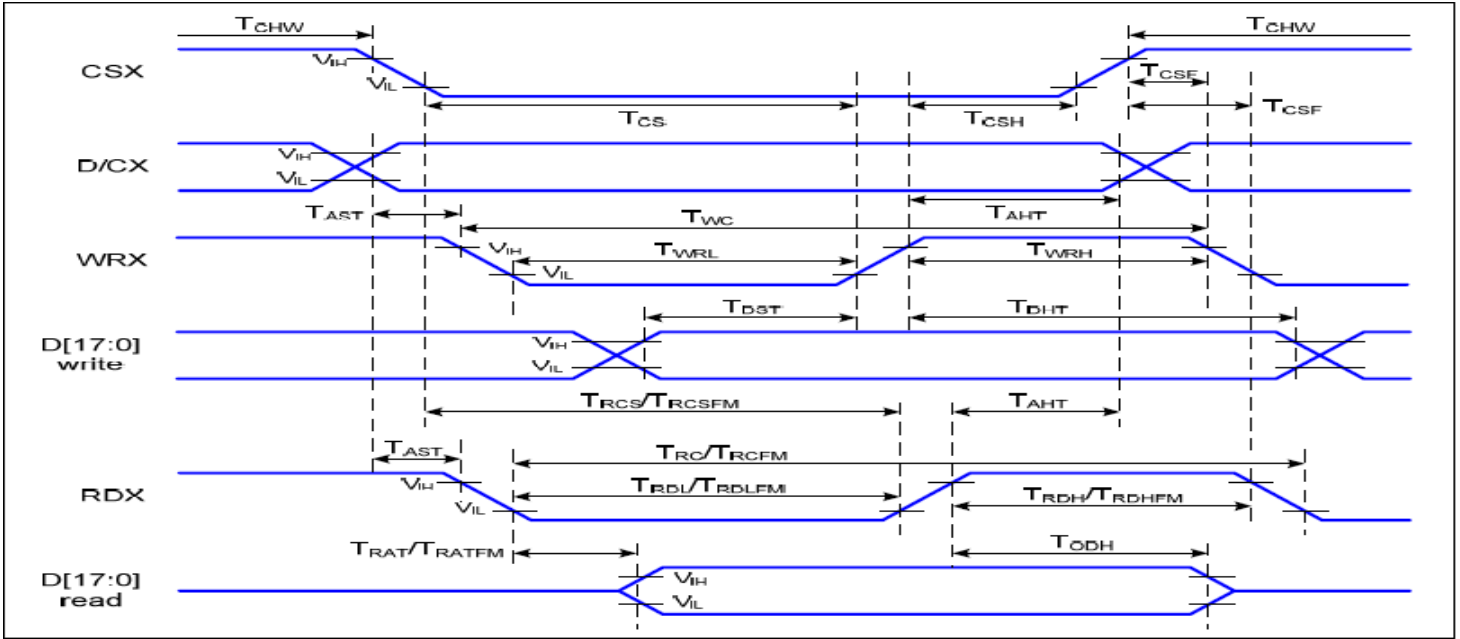 TCHW TCHW
CSX VIH
VIL
TCSF
TCS TCSH TCSF
D/CX VIH
VIL
TAST TWC TAHT
WRX VIH TWRL TWRH
VIL
TDST TDHT
D[17:0] VIH
write VIL
TRCS/TRCSFM TAHT
TAST TRC/TRCFM
RDX VIH TRDL/TRDLFM TRDH/TRDHFM
VIL
TRAT/TRATFM TODH
D[17:0] VIH
read VIL